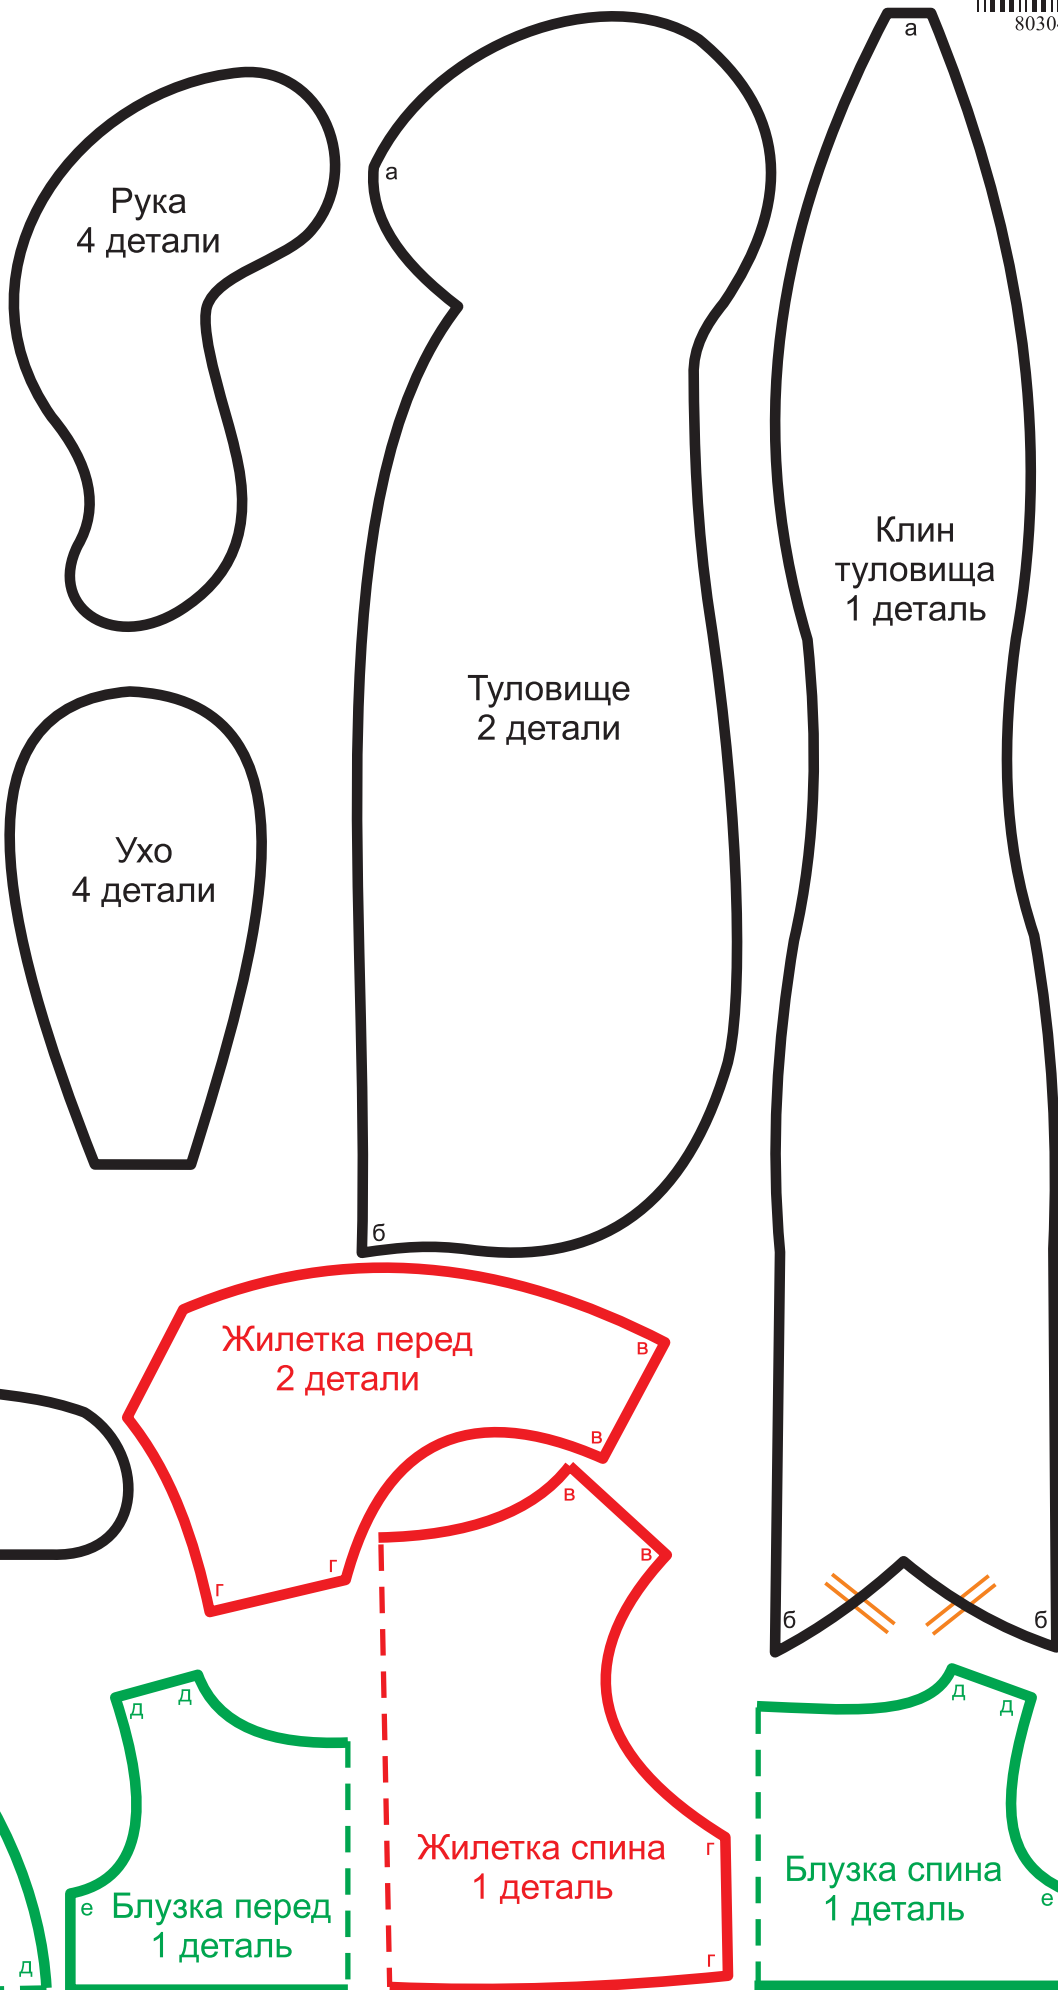 8030
а
Рука
4 детали
а
Клин
туловища
1 деталь
Туловище
2 детали
Ухо
4 детали
б
Жилетка перед
2 детали
в
в
в
в
г
г
б
б
д
д
д
д
Жилетка спина
1 деталь
г
Блузка спина
1 деталь
е
е
Блузка перед
1 деталь
д
г